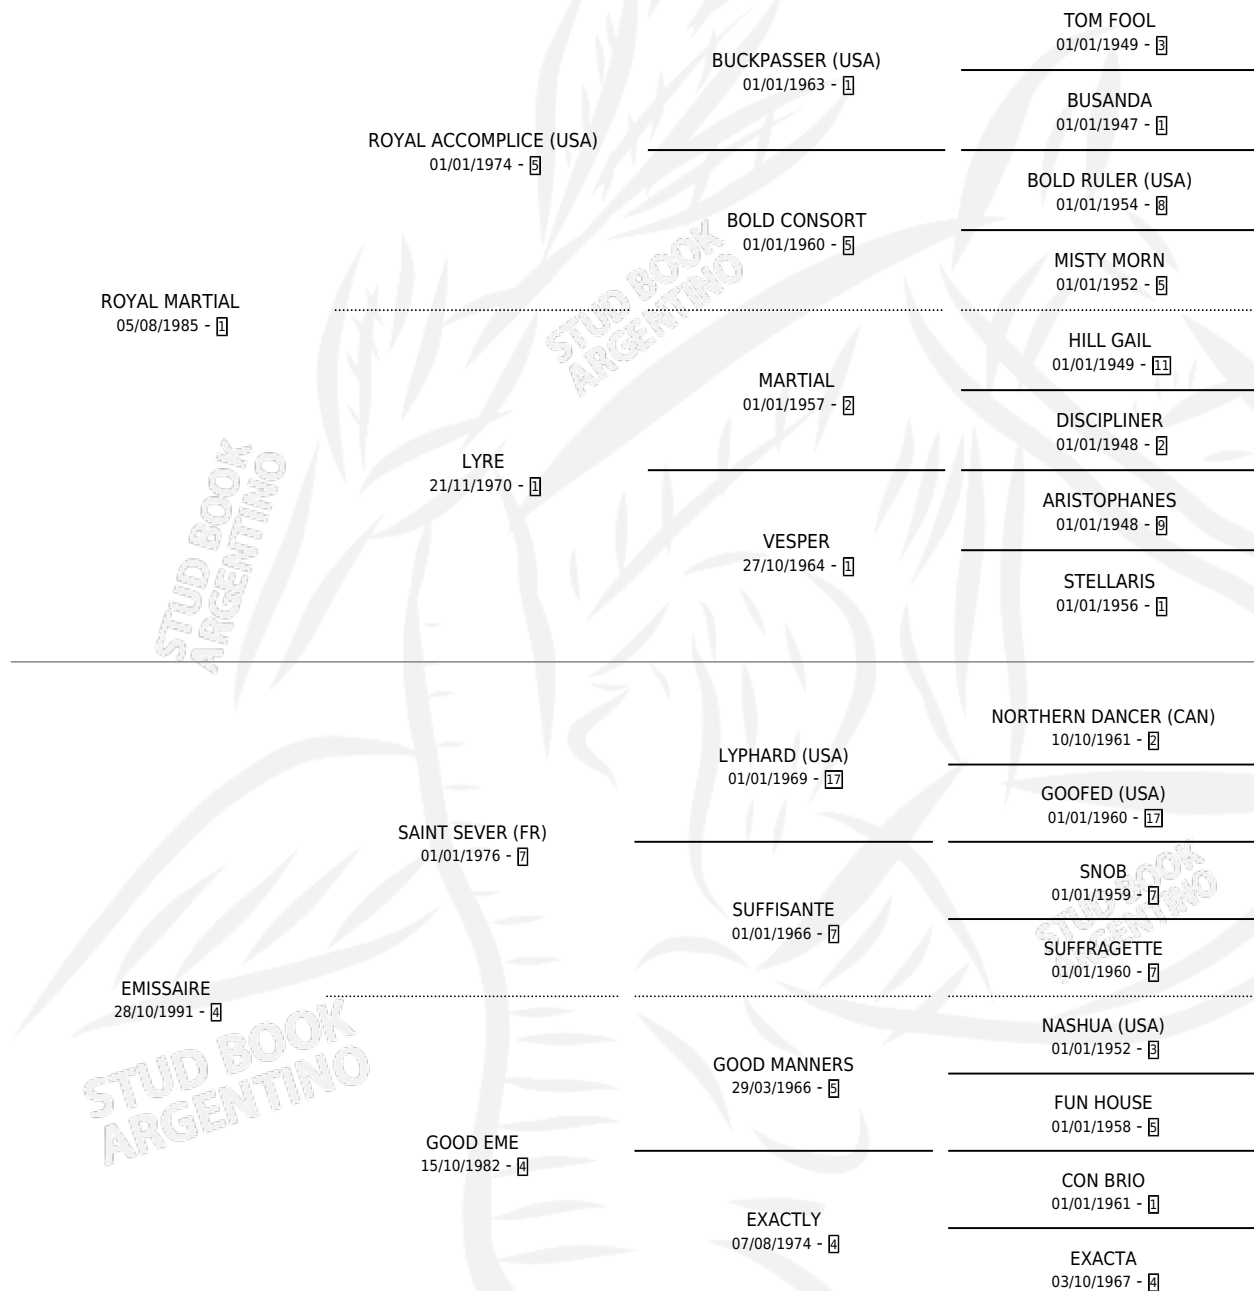 TOM FOOL
01/01/1949 - 3
BUCKPASSER (USA)
01/01/1963 - 1
BUSANDA
01/01/1947 - 1
ROYAL ACCOMPLICE (USA)
01/01/1974 - 5
BOLD RULER (USA)
01/01/1954 - 8
BOLD CONSORT
01/01/1960 - 5
MISTY MORN
01/01/1952 - 5
ROYAL MARTIAL
05/08/1985 - 1
HILL GAIL
01/01/1949 - 11
MARTIAL
01/01/1957 - 2
DISCIPLINER
01/01/1948 - 2
LYRE
21/11/1970 - 1
ARISTOPHANES
01/01/1948 - 9
VESPER
27/10/1964 - 1
STELLARIS
01/01/1956 - 1
NORTHERN DANCER (CAN)
10/10/1961 - 2
LYPHARD (USA)
01/01/1969 - 17
GOOFED (USA)
01/01/1960 - 17
SAINT SEVER (FR)
01/01/1976 - 7
SNOB
01/01/1959 - 7
SUFFISANTE
01/01/1966 - 7
SUFFRAGETTE
01/01/1960 - 7
EMISSAIRE
28/10/1991 - 4
NASHUA (USA)
01/01/1952 - 3
GOOD MANNERS
29/03/1966 - 5
FUN HOUSE
01/01/1958 - 5
GOOD EME
15/10/1982 - 4
CON BRIO
01/01/1961 - 1
EXACTLY
07/08/1974 - 4
EXACTA
03/10/1967 - 4
STUD BOOK
ARGENTINO
STUD BOOK
ARGENTINO
STUD BOOK
ARGENTINO
STUD BOOK
ARGENTINO